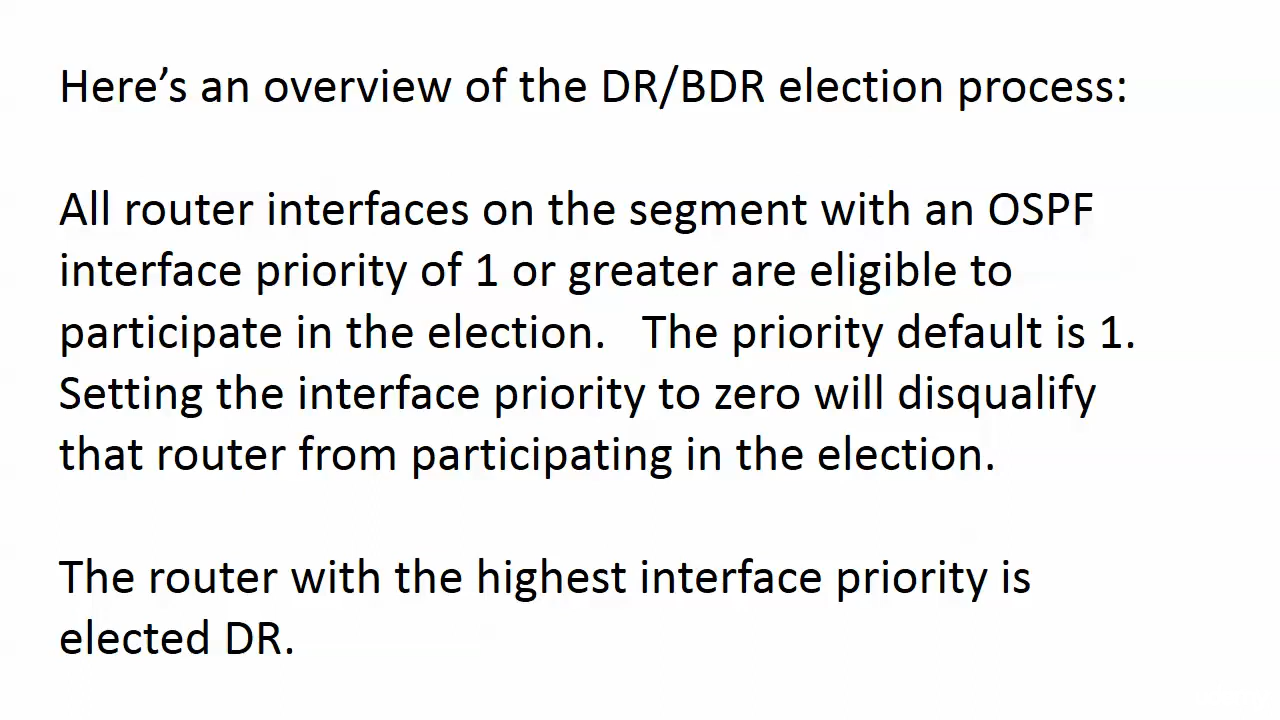 Here’s an overview of the DR/BDR election process:
All router interfaces on the segment with an OSPF
interface priority of 1 or greater are eligible to
participate in the election.   The priority default is 1.
Setting the interface priority to zero will disqualify
that router from participating in the election.
The router with the highest interface priority is
elected DR.